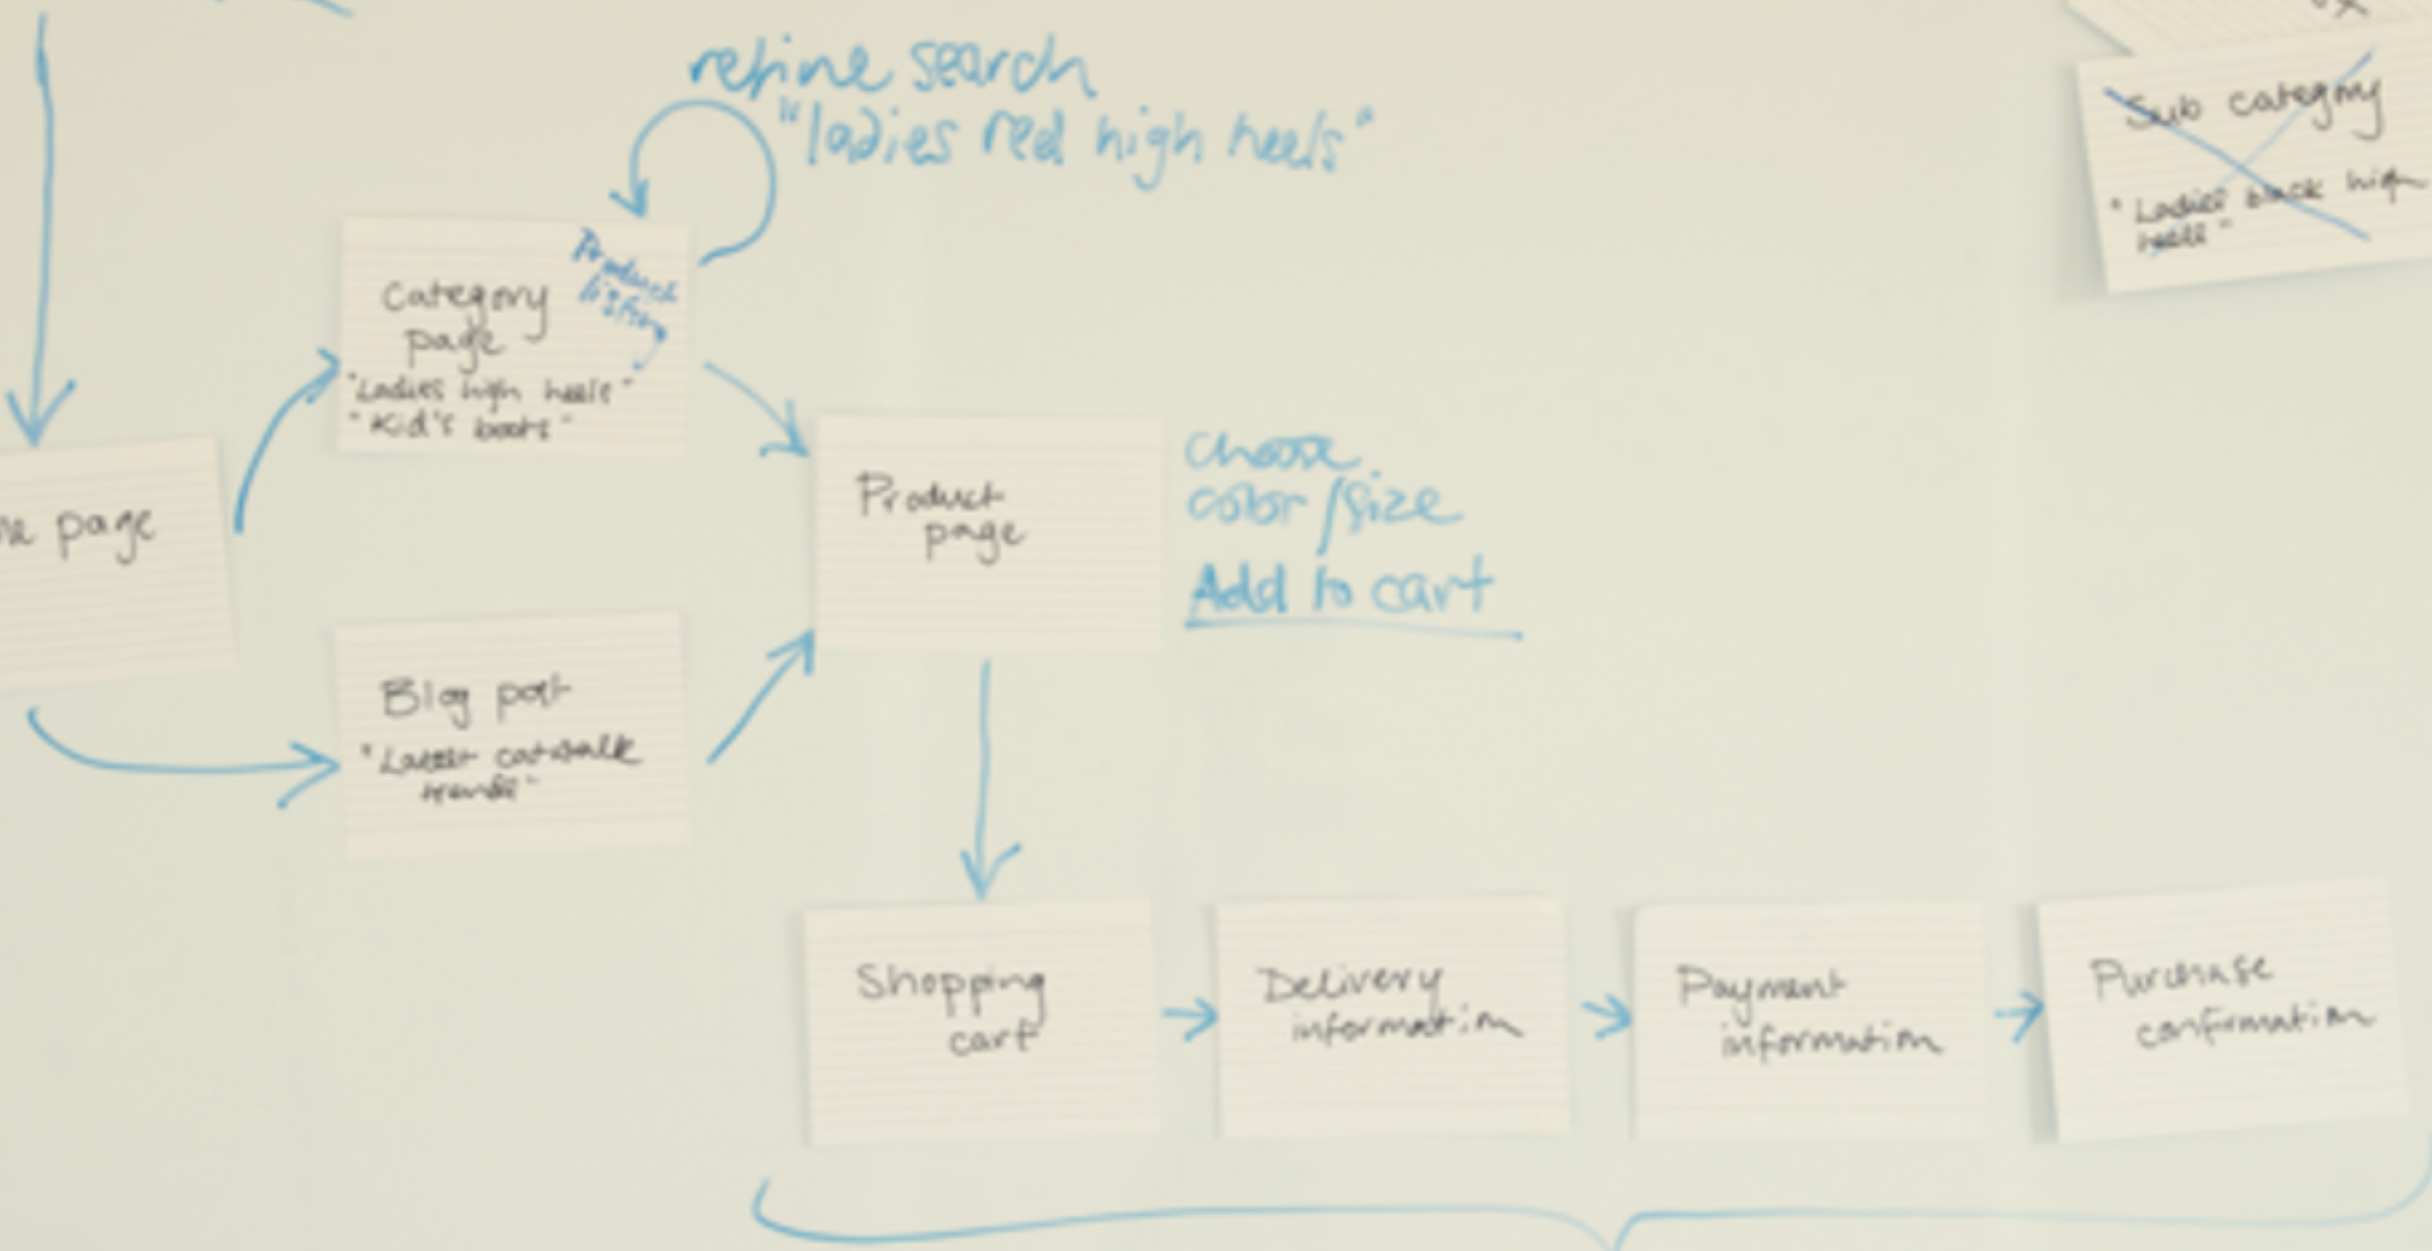 refine search
"ladies red high heels"
Sub category
"Ladies black high
heels"
Product
listing
Category
page
"Ladies high heels"
"Kid's boots"
page
Product
page
Choose
color/size
Add to cart
Blog post
"Latest catwalk
trends"
Shopping
cart
Delivery
information
Payment
information
Purchase
confirmation